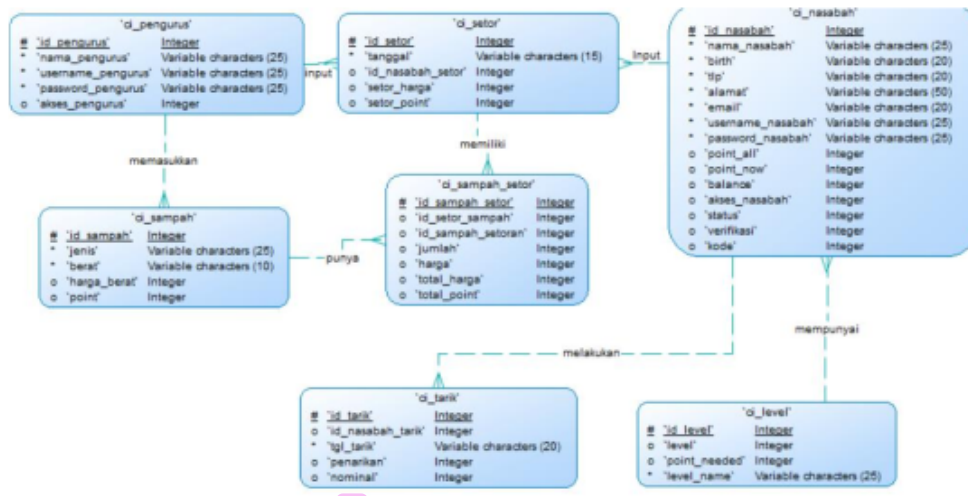 'ci_pengurus'
# 'id_pengurus' Integer
* 'nama_pengurus' Variable characters (25)
* 'username_pengurus' Variable characters (25)
* 'password_pengurus' Variable characters (25)
o 'akses_pengurus' Integer
Input
'ci_setor'
# 'id_setor' Integer
* 'tanggal' Variable characters (15)
o 'id_nasabah_setor' Integer
o 'setor_harga' Integer
o 'setor_point' Integer
Input
'ci_nasabah'
# 'id_nasabah' Integer
* 'nama_nasabah' Variable characters (25)
* 'birth' Variable characters (20)
* 'tlp' Variable characters (20)
* 'alamat' Variable characters (50)
* 'email' Variable characters (20)
* 'username_nasabah' Variable characters (25)
* 'password_nasabah' Variable characters (25)
o 'point_all' Integer
o 'point_now' Integer
o 'balance' Integer
o 'akses_nasabah' Integer
o 'status' Integer
o 'verifikasi' Integer
o 'kode' Integer
memasukkan
memiliki
'ci_sampah'
# 'id_sampah' Integer
* 'jenis' Variable characters (25)
* 'berat' Variable characters (10)
o 'harga_berat' Integer
o 'point' Integer
punya
'ci_sampah_setor'
# 'id_sampah_setor' Integer
o 'id_setor_sampah' Integer
o 'id_sampah_setoran' Integer
o 'jumlah' Integer
o 'harga' Integer
o 'total_harga' Integer
o 'total_point' Integer
melakukan
mempunyai
'ci_tarik'
# 'id_tarik' Integer
o 'id_nasabah_tarik' Integer
* 'tgl_tarik' Variable characters (20)
o 'penarikan' Integer
o 'nominal' Integer
'ci_level'
# 'id_level' Integer
o 'level' Integer
o 'point_needed' Integer
* 'level_name' Variable characters (25)